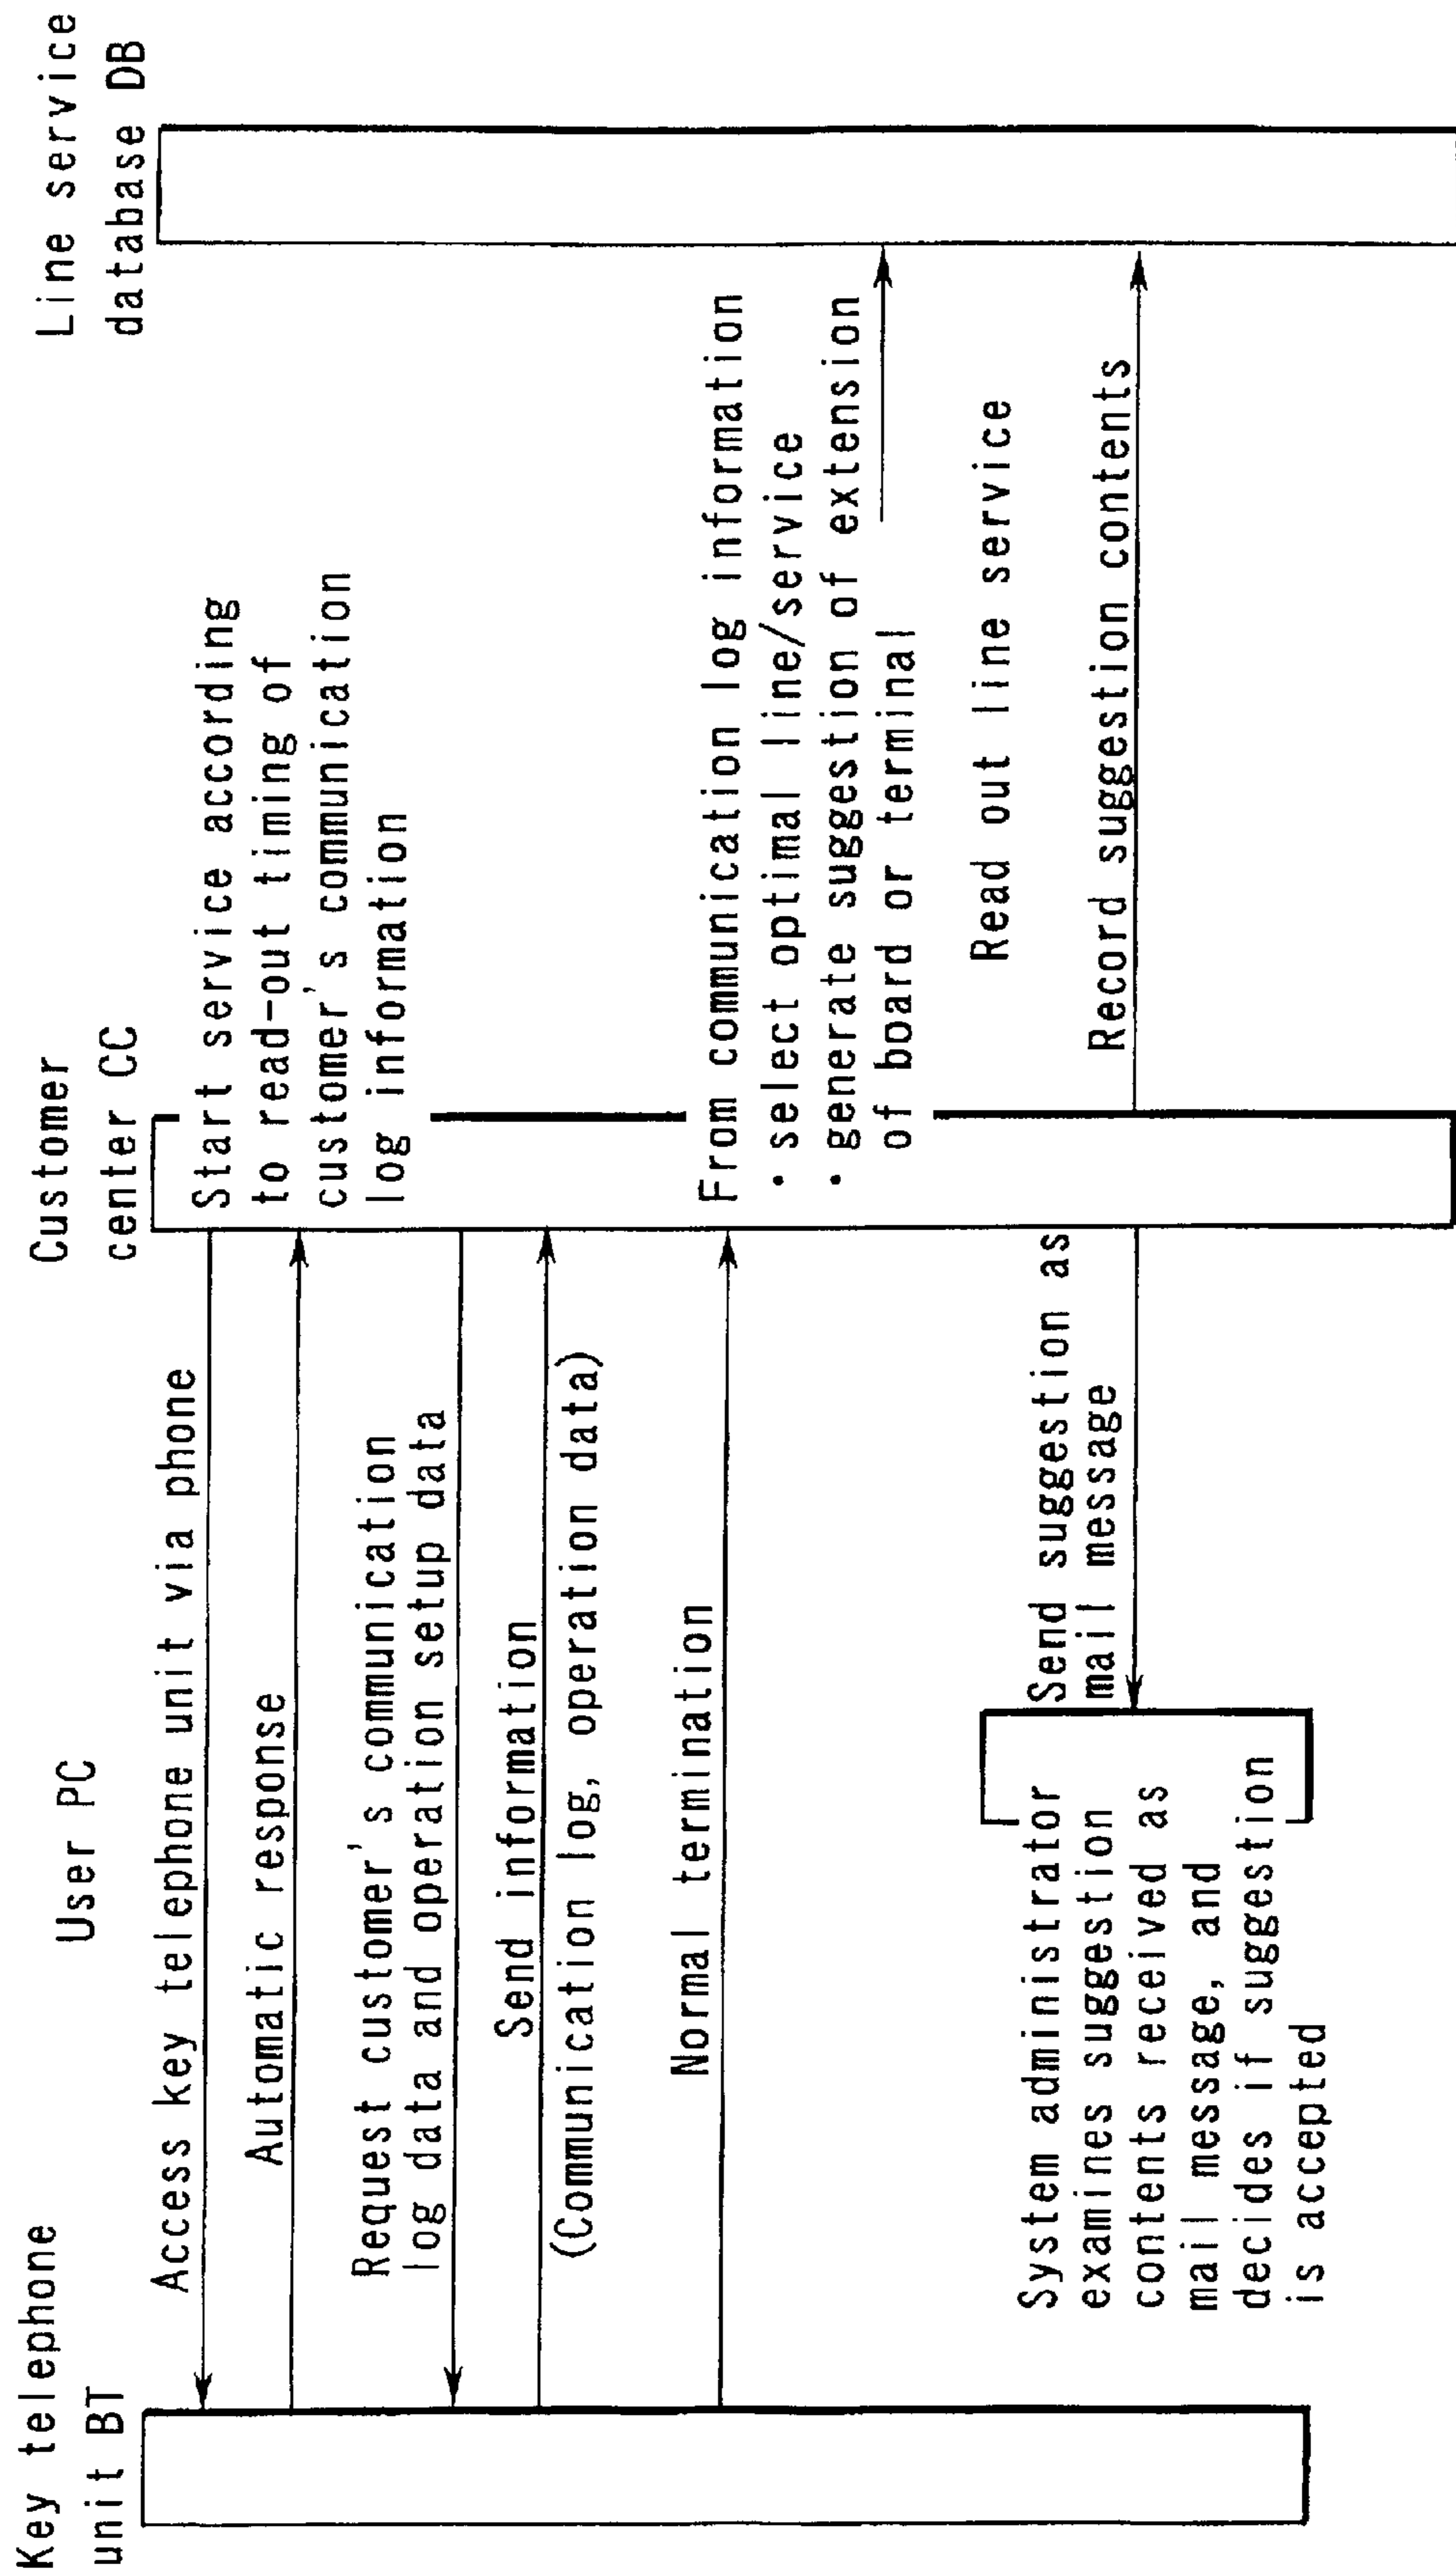 Key telephone
unit BT
User PC
Customer
center CC
Line service
database DB
Access key telephone unit via phone
Start service according
to read-out timing of
customer's communication
log information
Automatic response
Request customer's communication
log data and operation setup data
Send information
(Communication log, operation data)
Normal termination
From communication log information
• select optimal line/service
• generate suggestion of extension
of board or terminal
Read out line service
Send suggestion as
mail message
Record suggestion contents
System administrator
examines suggestion
contents received as
mail message, and
decides if suggestion
is accepted